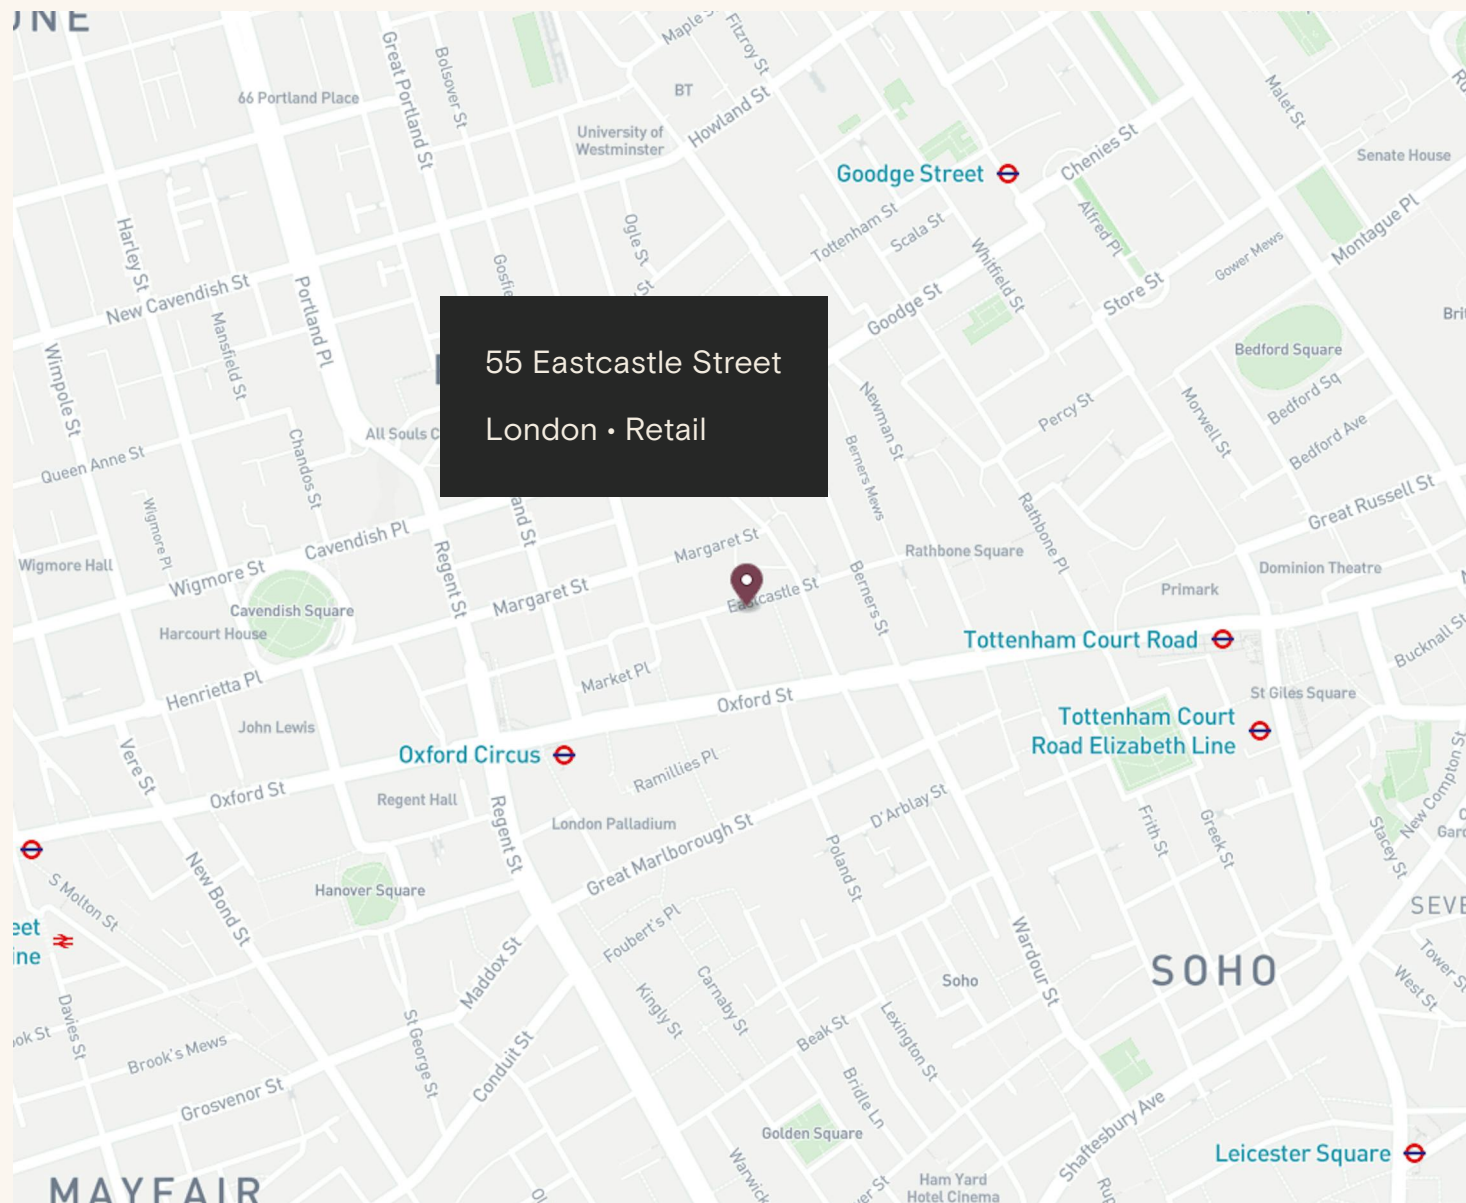 66 Portland Place
Great Portland St
Bolsover St
Maple
Fitzroy St
BT
Howland St
University of
Westminster
Malet St
Senate House
Chenies St
Goodge Street
Alfred Pl
Montague Pl
Tottenham St
Scala St
Whitfield St
Gower Mews
Store St
Harley St
New Cavendish St
Portland Pl
Ogle St
St
Goodge St
Mansfield St
Wimpole St
55 Eastcastle Street
London • Retail
Bedford Square
Bedford Sq
Bedford Ave
Morwell St
Percy St
Newman St
Berners Mews
All Souls
Queen Anne St
Chandos St
Wigmore Pl
Cavendish Pl
and St
Great Russell St
Rathbone Pl
Rathbone Square
Margaret St
Wigmore Hall
Wigmore St
Regent St
Margaret St
Eastcastle St
Berners St
Dominion Theatre
Primark
Cavendish Square
Harcourt House
Tottenham Court Road
Bucknall St
Henrietta Pl
Market Pl
Oxford St
St Giles Square
Tottenham Court
Road Elizabeth Line
John Lewis
Oxford Circus
Vere St
Ramillies Pl
Oxford St
Regent Hall
Regent St
London Palladium
Great Marlborough St
D'Arblay St
Poland St
Frith St
Greek St
New Compton St
Stacey St
Hanover Square
New Bond St
S Molton St
Foubert's Pl
Maddox St
Kingly St
Carnaby St
Wardour St
Soho
SOHO
Tower St
West St
Davies St
Brook's Mews
St George St
Conduit St
Beak St
Lexington St
Bridle Ln
Grosvenor St
Golden Square
Shaftesbury Ave
Leicester Square
Warwick
Ham Yard
Hotel Cinema
MAYFAIR